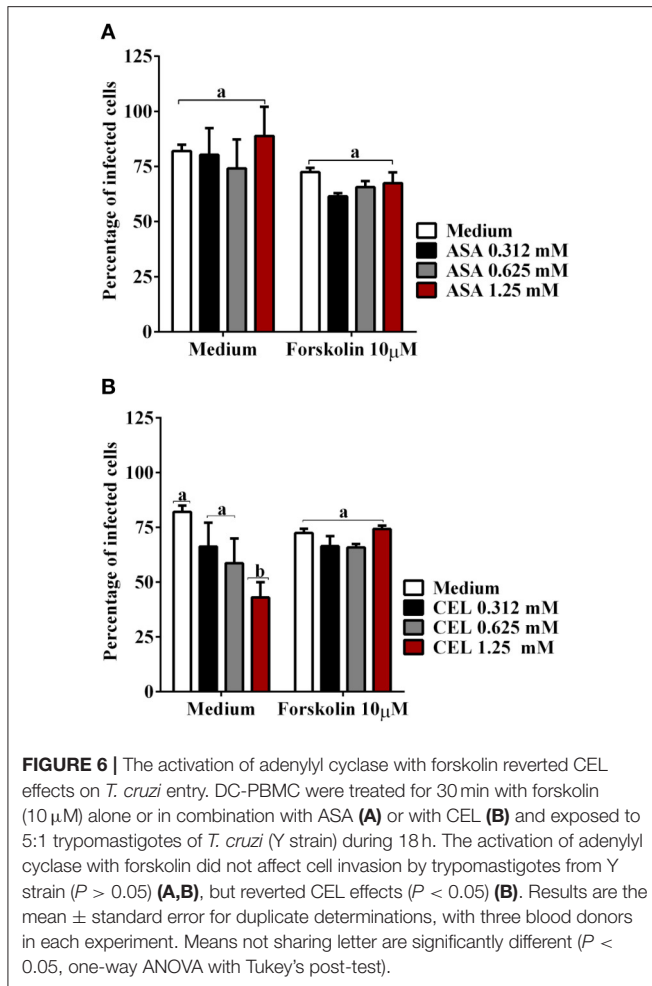 A
Percentage of infected cells
125
100
75
50
25
0
a
a
Medium
Forskolin 10μM
Medium
ASA 0.312 mM
ASA 0.625 mM
ASA 1.25 mM
B
Percentage of infected cells
125
100
75
50
25
0
a
a
b
a
Medium
Forskolin 10μM
Medium
CEL 0.312 mM
CEL 0.625 mM
CEL 1.25 mM
FIGURE 6 | The activation of adenylyl cyclase with forskolin reverted CEL
effects on T. cruzi entry. DC-PBMC were treated for 30 min with forskolin
(10 μM) alone or in combination with ASA (A) or with CEL (B) and exposed to
5:1 trypomastigotes of T. cruzi (Y strain) during 18 h. The activation of adenylyl
cyclase with forskolin did not affect cell invasion by trypomastigotes from Y
strain (P > 0.05) (A,B), but reverted CEL effects (P < 0.05) (B). Results are the
mean ± standard error for duplicate determinations, with three blood donors
in each experiment. Means not sharing letter are significantly different (P <
0.05, one-way ANOVA with Tukey's post-test).